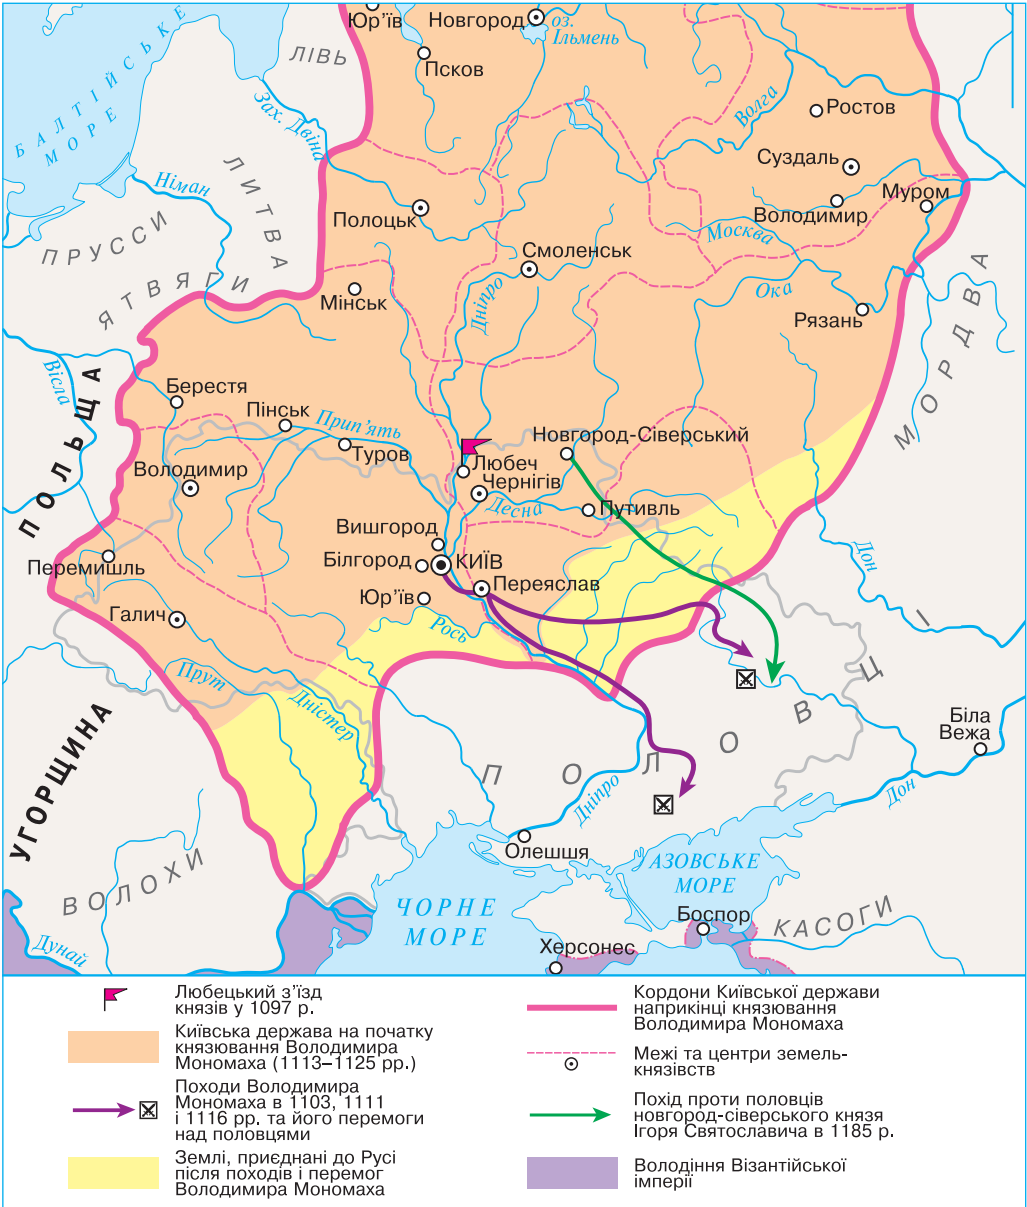 БАЛТІЙСЬКЕ
МОРЕ
Юр’їв
Новгород
оз.
Ільмень
ЛІВЬ
Псков
Зах. Двіна
Волга
Ростов
Суздаль
ЛИТВА
Німан
Муром
Володимир
Полоцьк
Москва
ПРУССИ
Смоленськ
ЯТВЯГИ
Мінськ
Дніпро
Ока
Рязань
МОРДВА
Вісла
ПОЛЬЩА
Берестя
Пінськ
Прип’ять
Туров
Новгород-Сіверський
Володимир
Любеч
Чернігів
Десна
Путивль
Вишгород
Білгород
КИЇВ
Перемишль
Переяслав
Дон
Юр’їв
Галич
Рось
Прут
Дністер
УГОРЩИНА
ПОЛОВЦІ
Біла
Вежа
Дніпро
Дон
Олешшя
ВОЛОХИ
АЗОВСЬКЕ
МОРЕ
ЧОРНЕ
МОРЕ
Боспор
КАСОГИ
Дунай
Херсонес
Любецький з’їзд
князів у 1097 р.
Київська держава на початку
князювання Володимира
Мономаха (1113–1125 рр.)
Походи Володимира
Мономаха в 1103, 1111
і 1116 рр. та його перемоги
над половцями
Землі, приєднані до Русі
після походів і перемог
Володимира Мономаха
Кордони Київської держави
наприкінці князювання
Володимира Мономаха
Межі та центри земель-
князівств
Похід проти половців
новгород-сіверського князя
Ігоря Святославича в 1185 р.
Володіння Візантійської
імперії